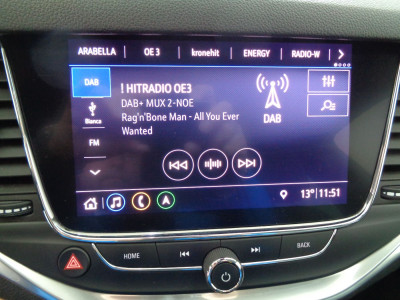 ARABELLA OE 3 kronehit ENERGY RADIO-W
DAB
! HITRADIO OE3
DAB+ MUX 2-NOE
Rag'n'Bone Man - All You Ever
Wanted
DAB
Bianca
FM
13° 11:51
HOME
BACK